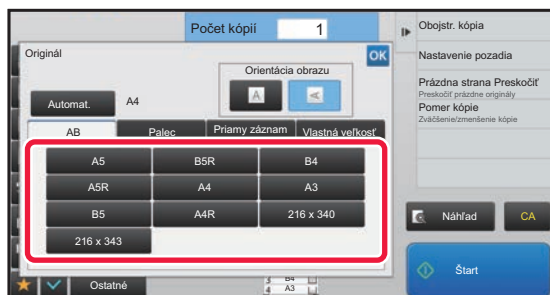 Počet kópií 1
Originál
OK
Orientácia obrazu
A A
Automat. A4
AB Palec Priamy záznam Vlastná veľkosť
A5 B5R B4
A5R A4 A3
B5 A4R 216 x 340
216 x 343
Ostatné
3 B4
4 A3
Obojstr. kópia
Nastavenie pozadia
Prázdna strana Preskočiť
Preskočiť prázdne originály
Pomer kópie
Zväčšenie/zmenšenie kópie
Náhľad CA
Štart